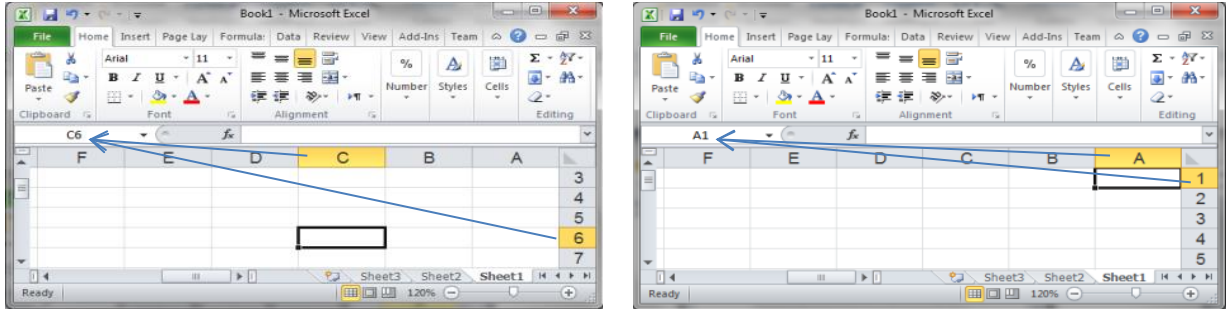 Book1 - Microsoft Excel
File Home Insert Page Lay Formula: Data Review View Add-Ins Team
Arial 11
Paste B I U A A % Number Styles Cells Σ
Clipboard Font Alignment Editing
C6 fx
F E D C B A
3
4
5
6
7
Sheet3 Sheet2 Sheet1
Ready 120%
Book1 - Microsoft Excel
File Home Insert Page Lay Formula: Data Review View Add-Ins Team
Arial 11
Paste B I U A A % Number Styles Cells Σ
Clipboard Font Alignment Editing
A1 fx
F E D C B A
1
2
3
4
5
Sheet3 Sheet2 Sheet1
Ready 120%